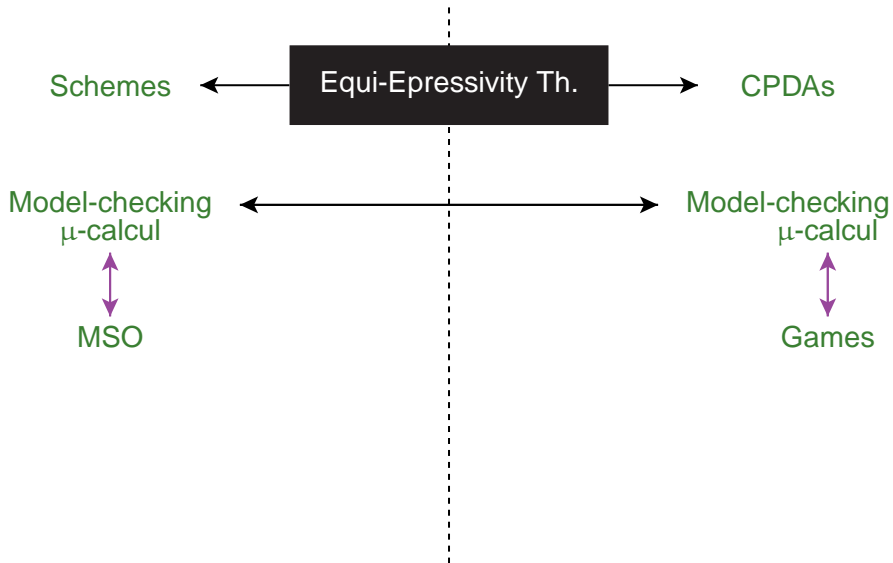 Schemes
Equi-Epressivity Th.
CPDAs
Model-checking
μ-calcul
Model-checking
μ-calcul
MSO
Games